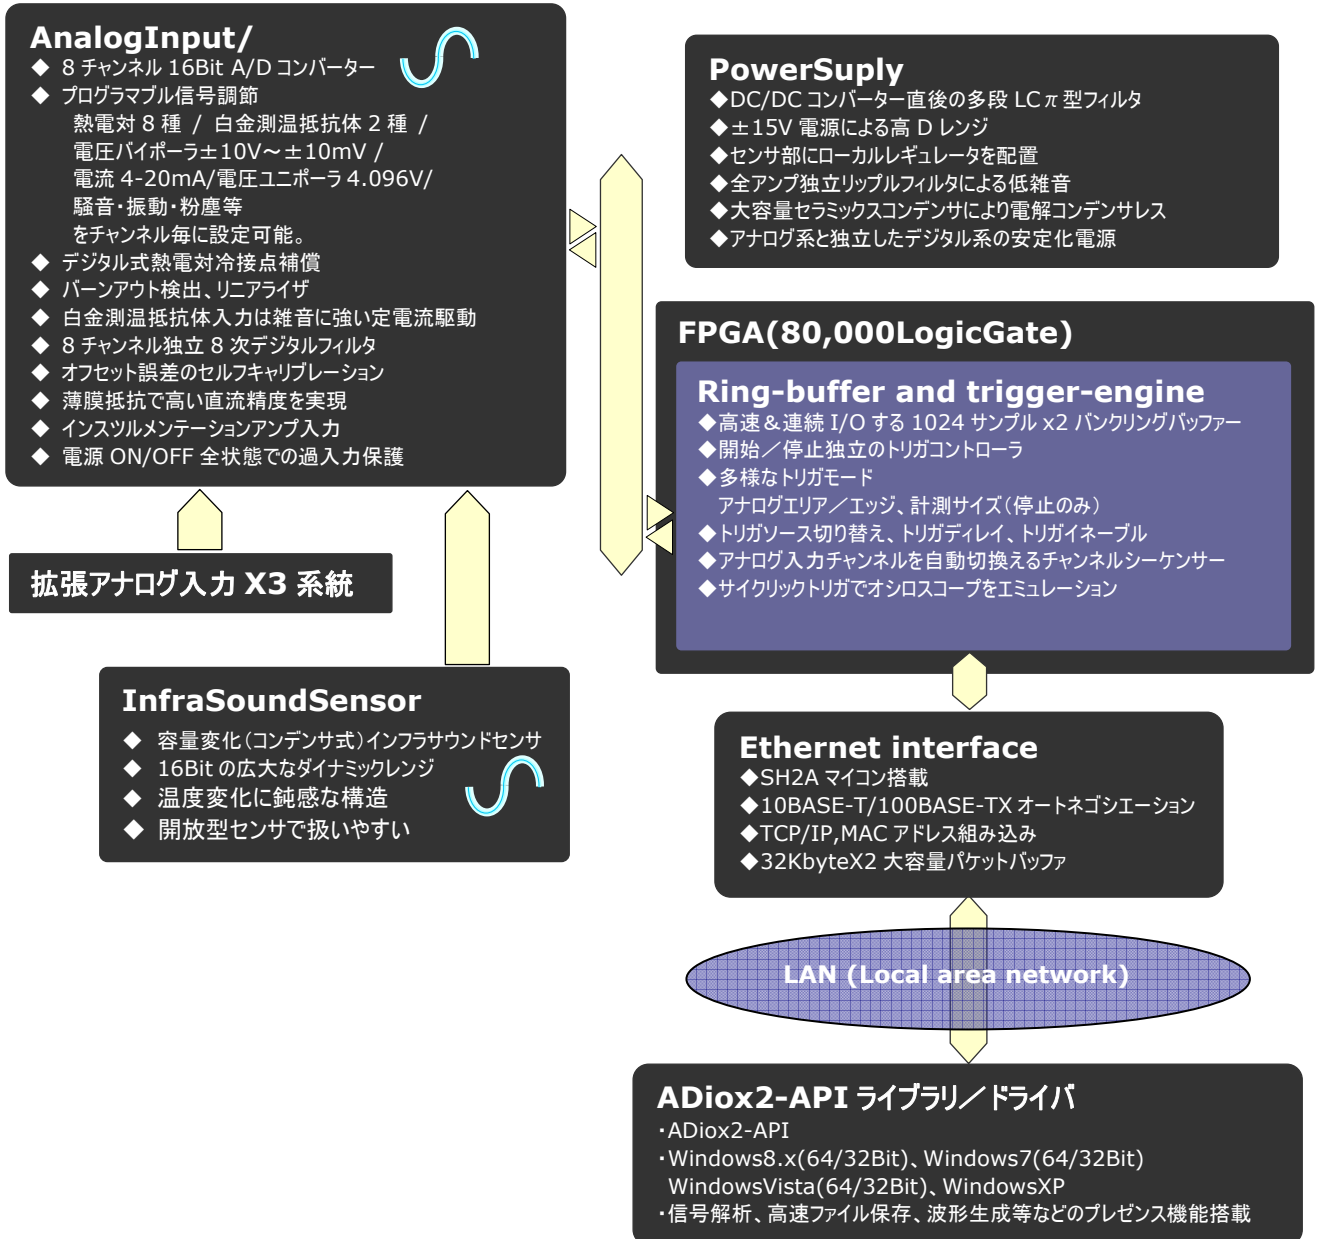 AnalogInput/
◆ 8 チャンネル 16Bit A/D コンバーター
◆ プログラマブル信号調節
熱電対 8 種 / 白金測温抵抗体 2 種 /
電圧バイポーラ±10V～±10mV /
電流 4-20mA/電圧ユニポーラ 4.096V/
騒音・振動・粉塵等
をチャンネル毎に設定可能。
◆ デジタル式熱電対冷接点補償
◆ バーンアウト検出、リニアライザ
◆ 白金測温抵抗体入力は雑音に強い定電流駆動
◆ 8 チャンネル独立 8 次デジタルフィルタ
◆ オフセット誤差のセルフキャリブレーション
◆ 薄膜抵抗で高い直流精度を実現
◆ インスツルメンテーションアンプ入力
◆ 電源 ON/OFF 全状態での過入力保護
拡張アナログ入力 X3 系統
InfraSoundSensor
◆ 容量変化（コンデンサ式）インフラサウンドセンサ
◆ 16Bit の広大なダイナミックレンジ
◆ 温度変化に鈍感な構造
◆ 開放型センサで扱いやすい
PowerSuply
◆DC/DC コンバーター直後の多段 LCπ型フィルタ
◆±15V 電源による高 D レンジ
◆センサ部にローカルレギュレータを配置
◆全アンプ独立リップルフィルタによる低雑音
◆大容量セラミックスコンデンサにより電解コンデンサレス
◆アナログ系と独立したデジタル系の安定化電源
FPGA(80,000LogicGate)
Ring-buffer and trigger-engine
◆高速＆連続 I/O する 1024 サンプル x2 バンクリングバッファー
◆開始／停止独立のトリガコントローラ
◆多様なトリガモード
アナログエリア／エッジ、計測サイズ（停止のみ）
◆トリガソース切り替え、トリガディレイ、トリガイネーブル
◆アナログ入力チャンネルを自動切換えるチャンネルシーケンサー
◆サイクリックトリガでオシロスコープをエミュレーション
Ethernet interface
◆SH2A マイコン搭載
◆10BASE-T/100BASE-TX オートネゴシエーション
◆TCP/IP,MAC アドレス組み込み
◆32KbyteX2 大容量パケットバッファ
LAN (Local area network)
ADiox2-API ライブラリ／ドライバ
・ADiox2-API
・Windows8.x(64/32Bit)、Windows7(64/32Bit)
WindowsVista(64/32Bit)、WindowsXP
・信号解析、高速ファイル保存、波形生成等などのプレゼンス機能搭載